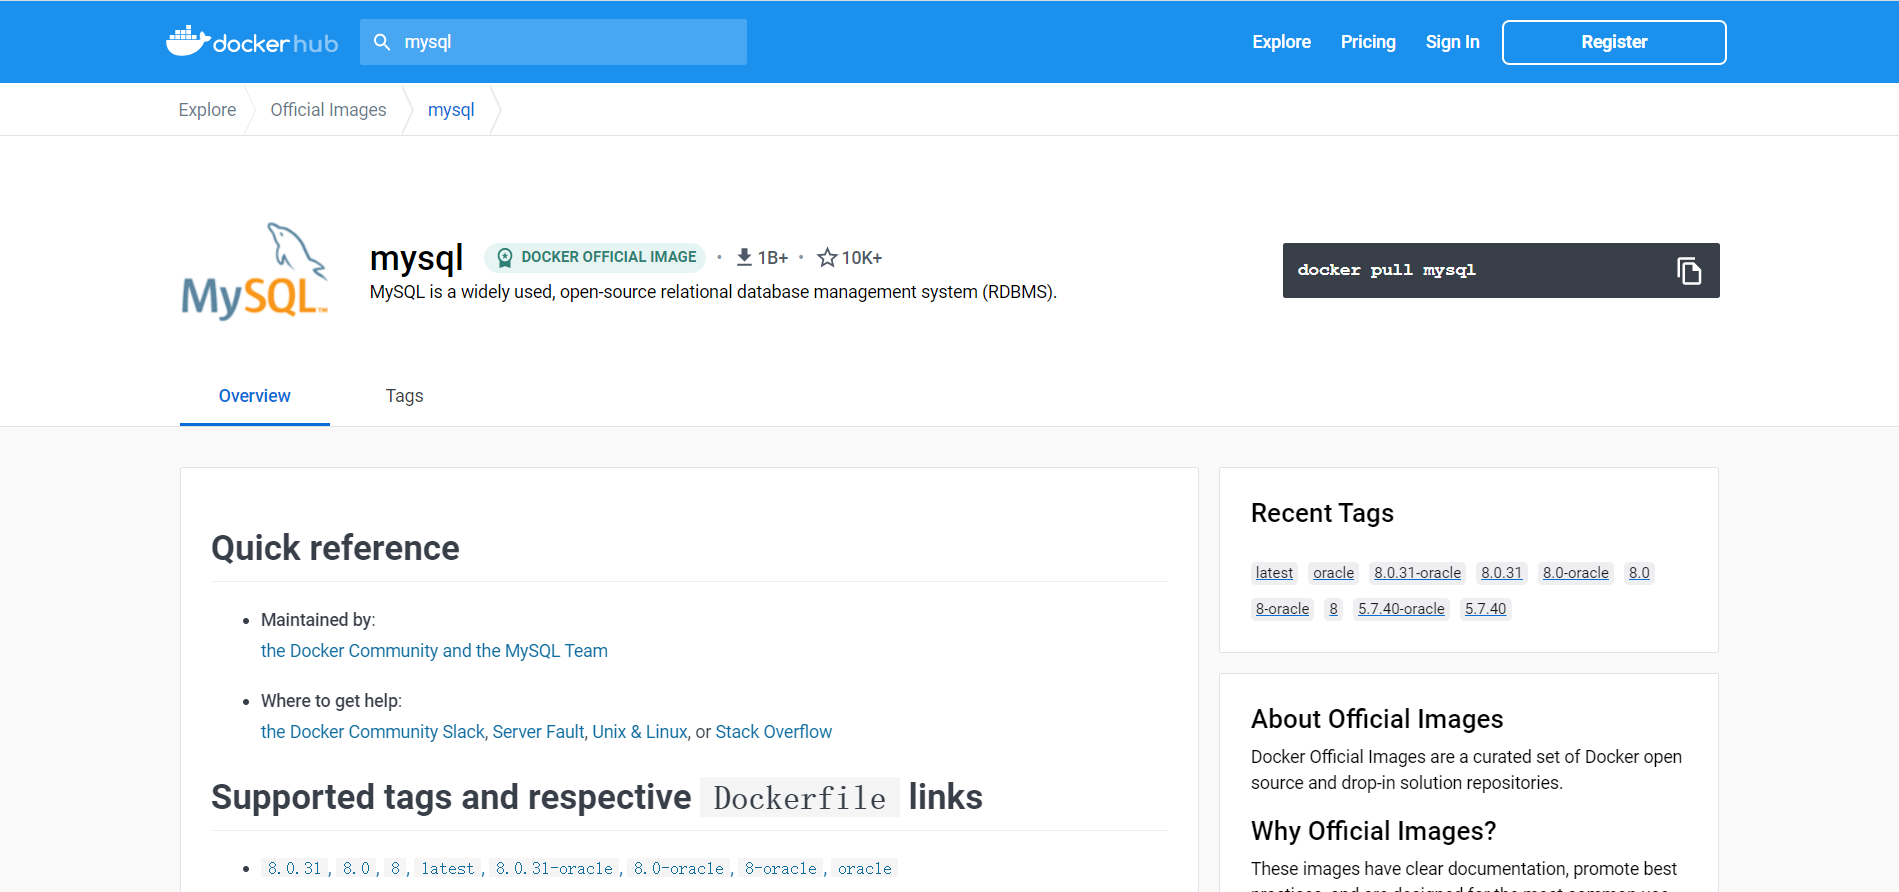 docker hub
mysql
Explore
Pricing
Sign In
Register
Explore
Official Images
mysql
MySQL™
mysql
DOCKER OFFICIAL IMAGE
• 1B+ • 10K+
MySQL is a widely used, open-source relational database management system (RDBMS).
docker pull mysql
Overview
Tags
Quick reference
• Maintained by:
the Docker Community and the MySQL Team
• Where to get help:
the Docker Community Slack, Server Fault, Unix & Linux, or Stack Overflow
Supported tags and respective Dockerfile links
• 8.0.31, 8.0, 8, latest, 8.0.31-oracle, 8.0-oracle, 8-oracle, oracle
Recent Tags
latest oracle 8.0.31-oracle 8.0.31 8.0-oracle 8.0
8-oracle 8 5.7.40-oracle 5.7.40
About Official Images
Docker Official Images are a curated set of Docker open
source and drop-in solution repositories.
Why Official Images?
These images have clear documentation, promote best